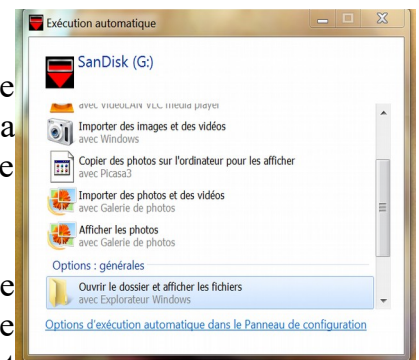 Exécution automatique
SanDisk (G:)
avec VideoLAN VLC media player
Importer des images et des vidéos
avec Windows
Copier des photos sur l'ordinateur pour les afficher
avec Picasa3
Importer des photos et des vidéos
avec Galerie de photos
Afficher les photos
avec Galerie de photos
Options : générales
Ouvrir le dossier et afficher les fichiers
avec Explorateur Windows
Options d'exécution automatique dans le Panneau de configuration